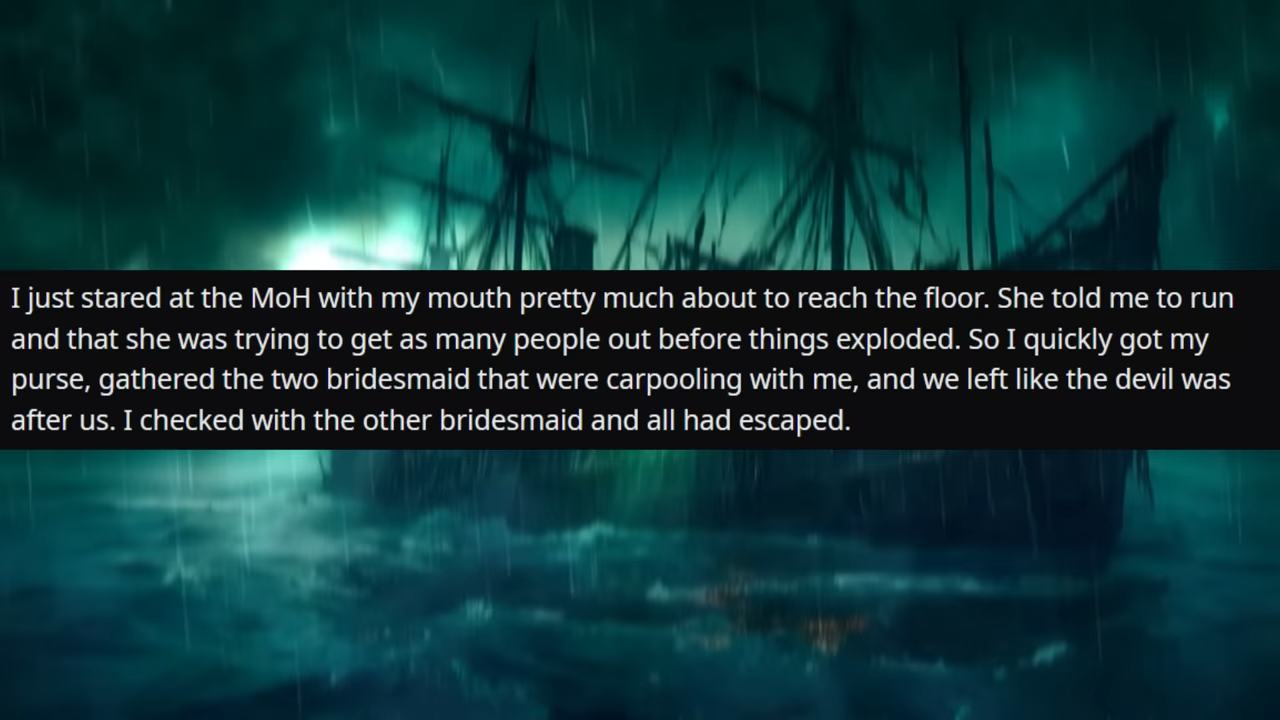 I just stared at the MoH with my mouth pretty much about to reach the floor. She told me to run
and that she was trying to get as many people out before things exploded. So I quickly got my
purse, gathered the two bridesmaid that were carpooling with me, and we left like the devil was
after us. I checked with the other bridesmaid and all had escaped.